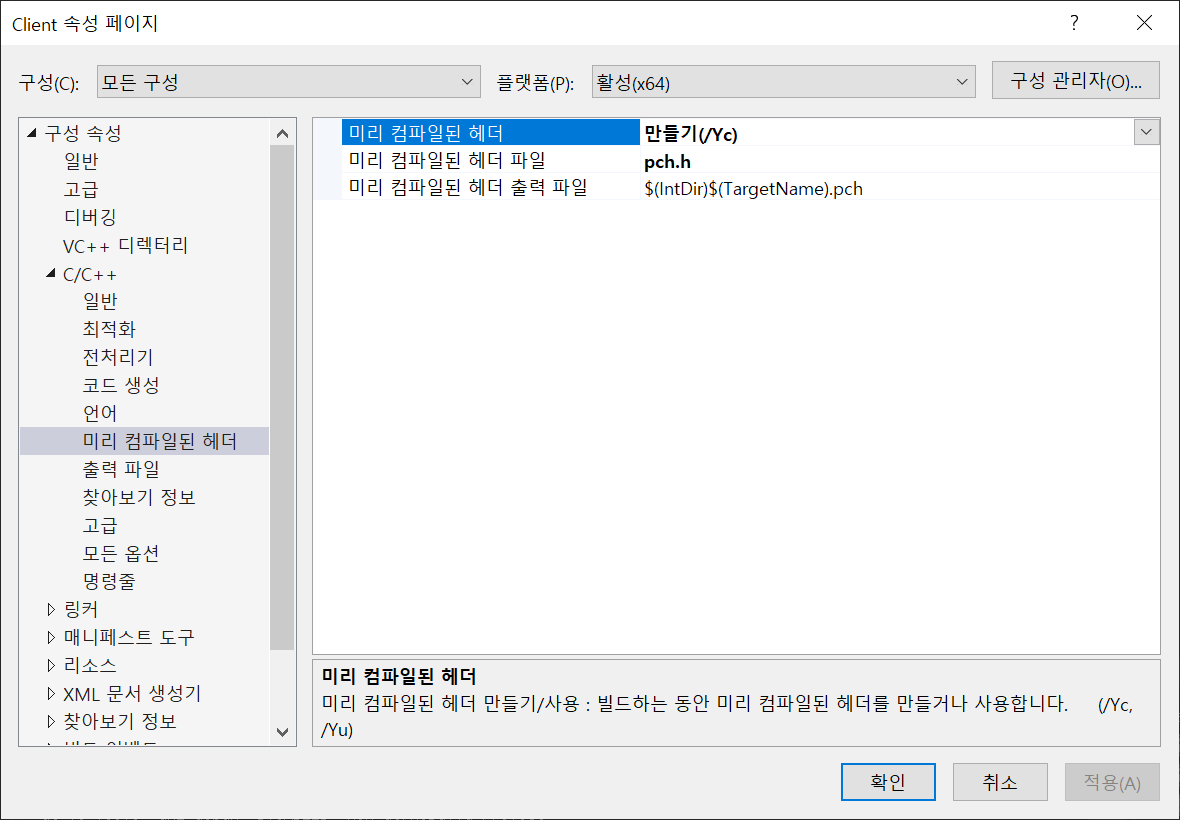 Client 속성 페이지
?
구성(C):
모든 구성
플랫폼(P):
활성(x64)
구성 관리자(O)...
구성 속성
일반
고급
디버깅
VC++ 디렉터리
C/C++
일반
최적화
전처리기
코드 생성
언어
미리 컴파일된 헤더
출력 파일
찾아보기 정보
고급
모든 옵션
명령줄
링커
매니페스트 도구
리소스
XML 문서 생성기
찾아보기 정보
미리 컴파일된 헤더 만들기(/Yc)
미리 컴파일된 헤더 파일 pch.h
미리 컴파일된 헤더 출력 파일 $(IntDir)$(TargetName).pch
미리 컴파일된 헤더
미리 컴파일된 헤더 만들기/사용 : 빌드하는 동안 미리 컴파일된 헤더를 만들거나 사용합니다. (/Yc,
/Yu)
확인
취소
적용(A)